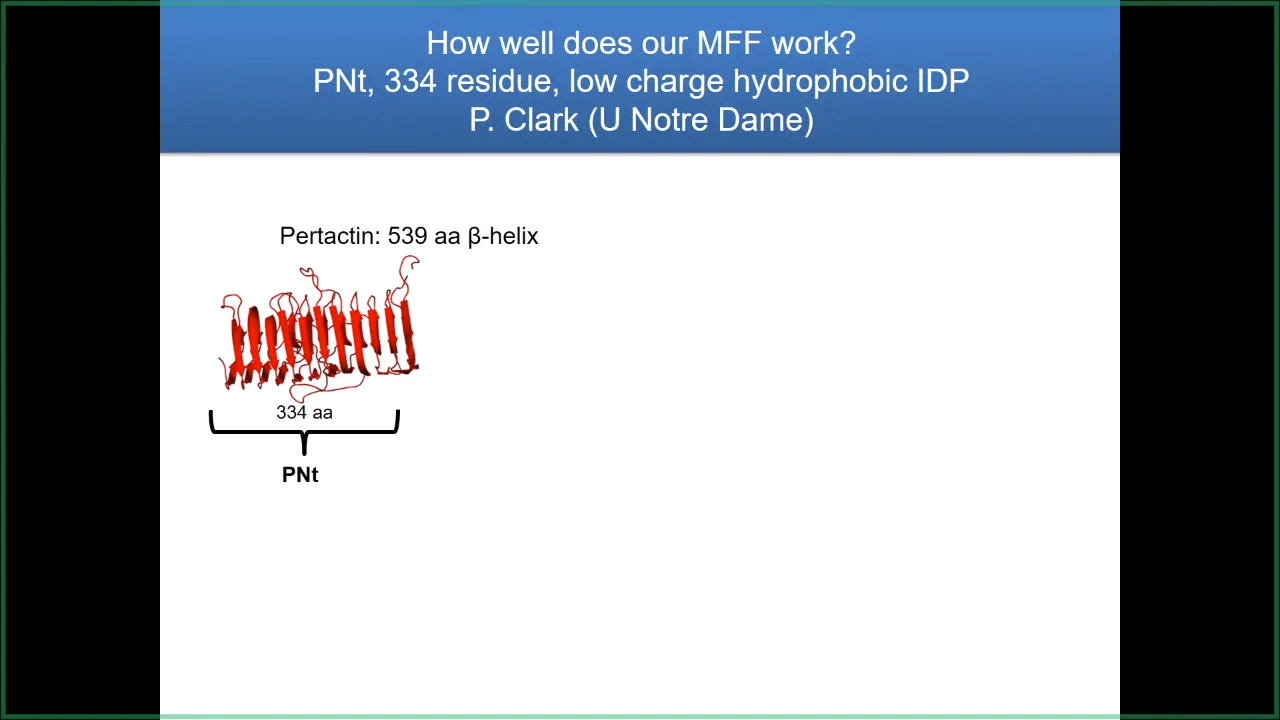 How well does our MFF work?
PNt, 334 residue, low charge hydrophobic IDP
P. Clark (U Notre Dame)
Pertactin: 539 aa β-helix
334 aa
PNt